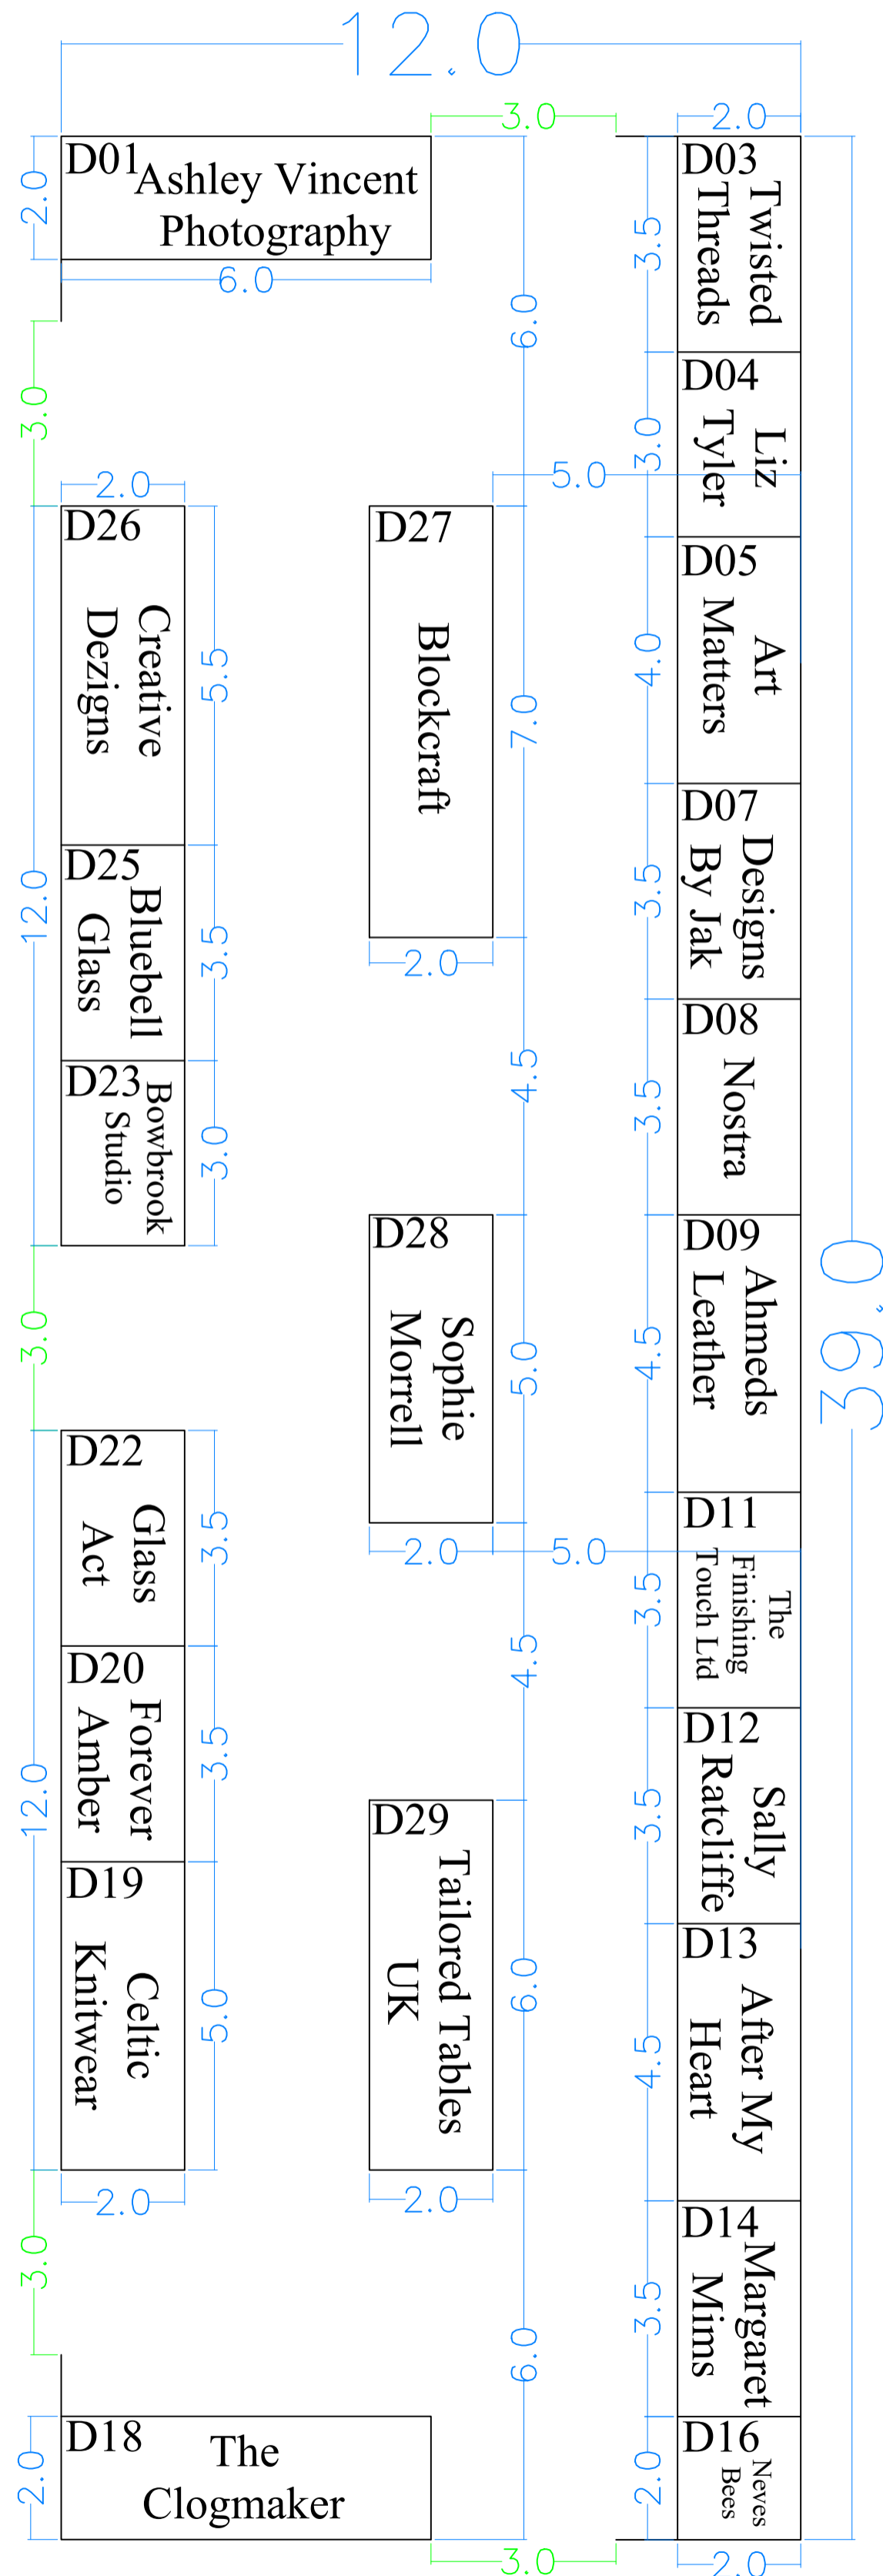 12.0
3.0
2.0
D01
Ashley Vincent
Photography
2.0
6.0
6.0
3.5
D03
Twisted
Threads
3.0
D04
Liz
Tyler
3.0
5.0
2.0
D26
Creative
Dezigns
5.5
D27
Blockcraft
7.0
2.0
D05
Art
Matters
4.0
D07
Designs
By Jak
3.5
12.0
D25
Bluebell
Glass
3.5
D23
Bowbrook
Studio
3.0
4.5
D08
Nostra
3.5
D28
Sophie
Morrell
5.0
2.0
5.0
D09
Ahmeds
Leather
4.5
39.0
3.0
D22
Glass
Act
3.5
D11
The
Finishing
Touch Ltd
3.5
4.5
D20
Forever
Amber
3.5
12.0
D12
Sally
Ratcliffe
3.5
D29
Tailored Tables
UK
6.0
2.0
D19
Celtic
Knitwear
5.0
2.0
D13
After My
Heart
4.5
3.0
D14
Margaret
Mims
3.5
6.0
D18
The
Clogmaker
2.0
D16
Neves
Bees
2.0
3.0
2.0